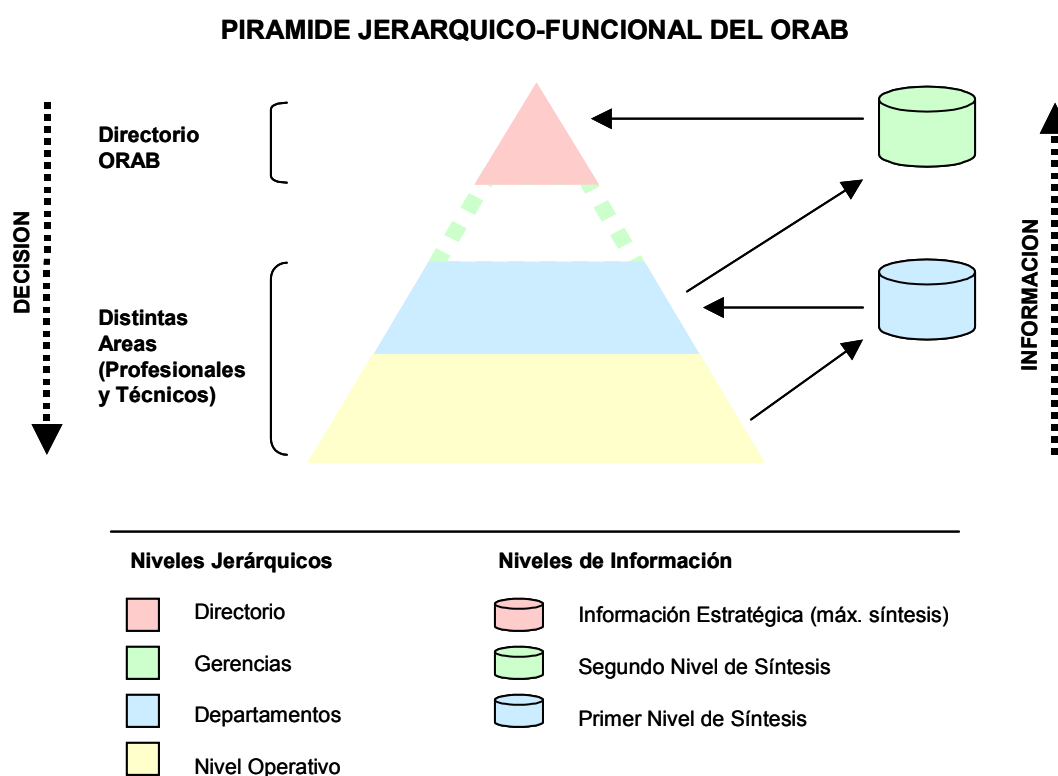 PIRAMIDE JERARQUICO-FUNCIONAL DEL ORAB
DECISION
Directorio
ORAB
Distintas
Areas
(Profesionales
y Técnicos)
INFORMACION
Niveles Jerárquicos
Directorio
Gerencias
Departamentos
Nivel Operativo
Niveles de Información
Información Estratégica (máx. síntesis)
Segundo Nivel de Síntesis
Primer Nivel de Síntesis